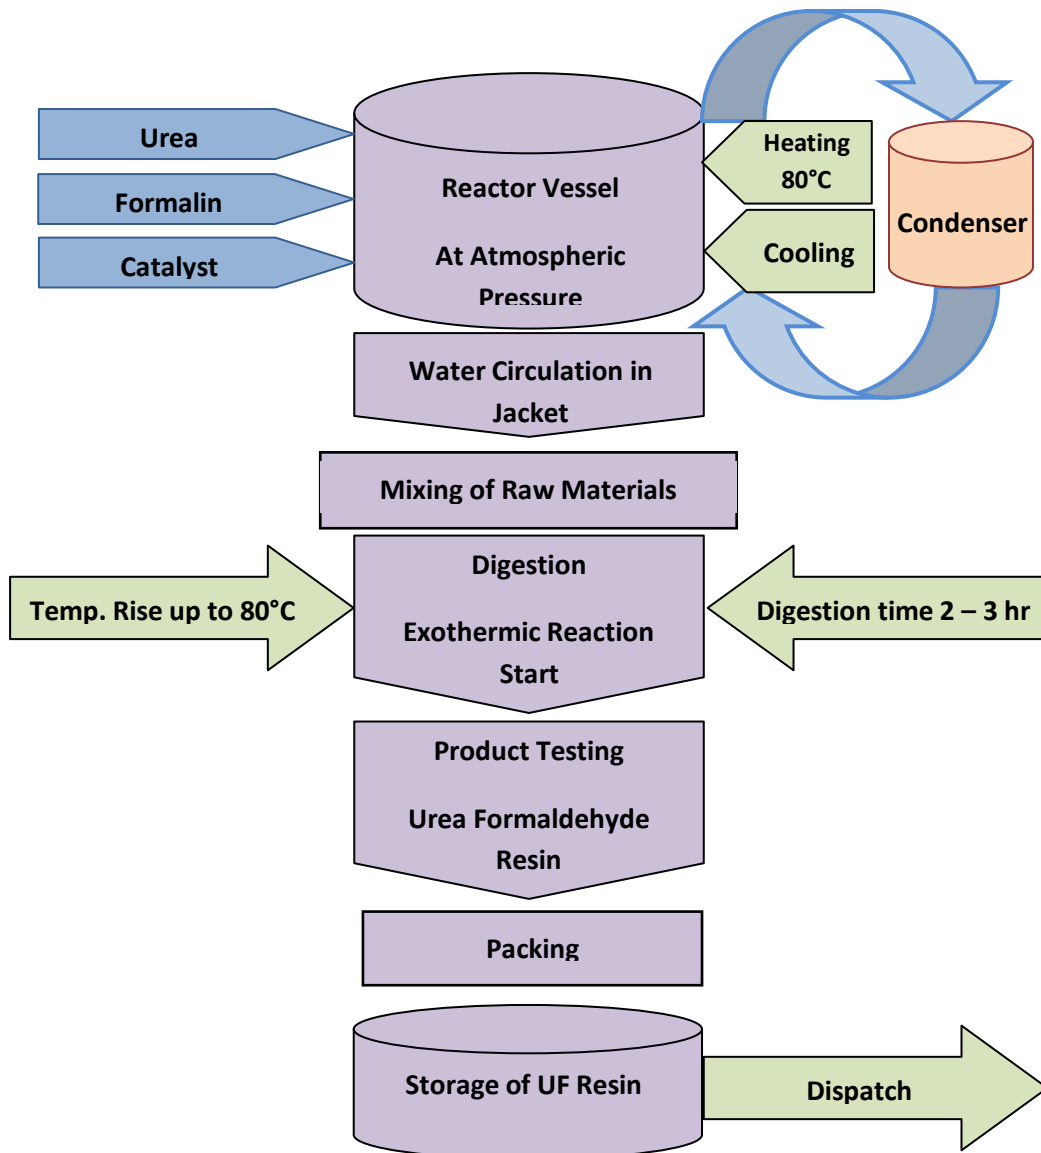 Urea
Formalin
Catalyst
Reactor Vessel
At Atmospheric
Pressure
Heating
80°C
Cooling
Condenser
Water Circulation in
Jacket
Mixing of Raw Materials
Digestion
Exothermic Reaction
Start
Temp. Rise up to 80°C
Digestion time 2 – 3 hr
Product Testing
Urea Formaldehyde
Resin
Packing
Storage of UF Resin
Dispatch